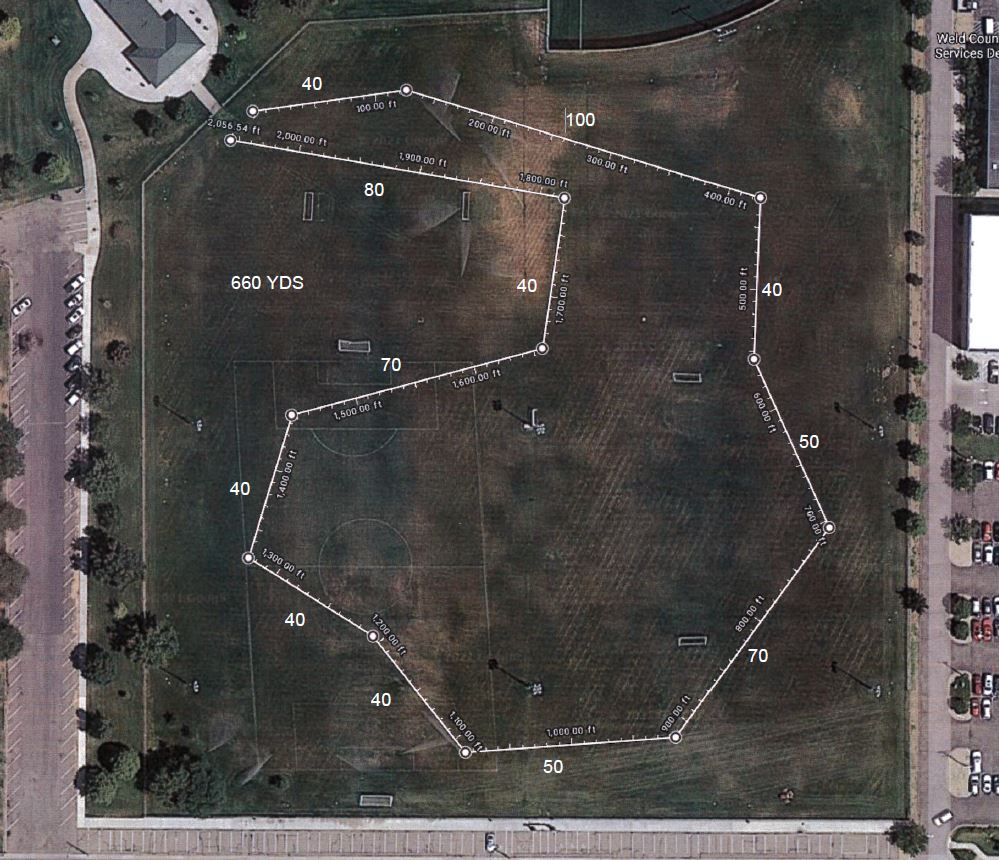 Weld Coun
Services De
40
100.00 ft
100
200.00 ft
2,056.54 ft
2,000.00 ft
1,900.00 ft
300.00 ft
80
1,800.00 ft
400.00 ft
660 YDS
40
1,700.00 ft
500.00 ft
40
70
1,600.00 ft
1,500.00 ft
600.00 ft
50
40
1,400.00 ft
700.00 ft
1,300.00 ft
40
1,200.00 ft
800.00 ft
70
40
1,100.00 ft
1,000.00 ft
900.00 ft
50